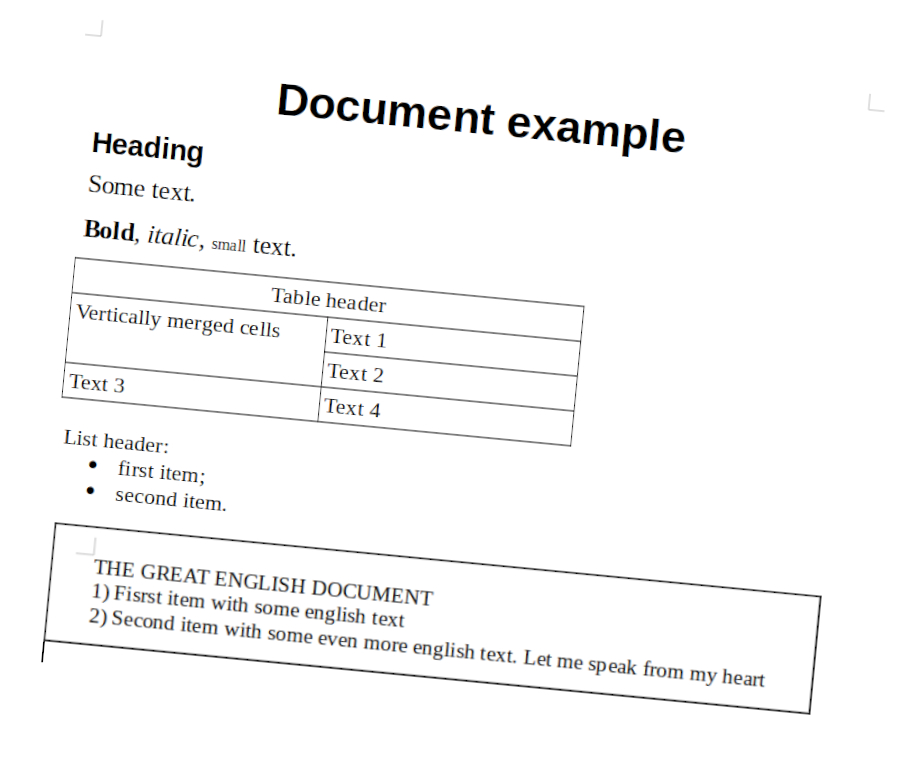 Document example
Heading
Some text.
Bold, italic, small text.
Table header
Vertically merged cells
Text 1
Text 2
Text 3
Text 4
List header:
• first item;
• second item.
THE GREAT ENGLISH DOCUMENT
1) Fisrst item with some english text
2) Second item with some even more english text. Let me speak from my heart